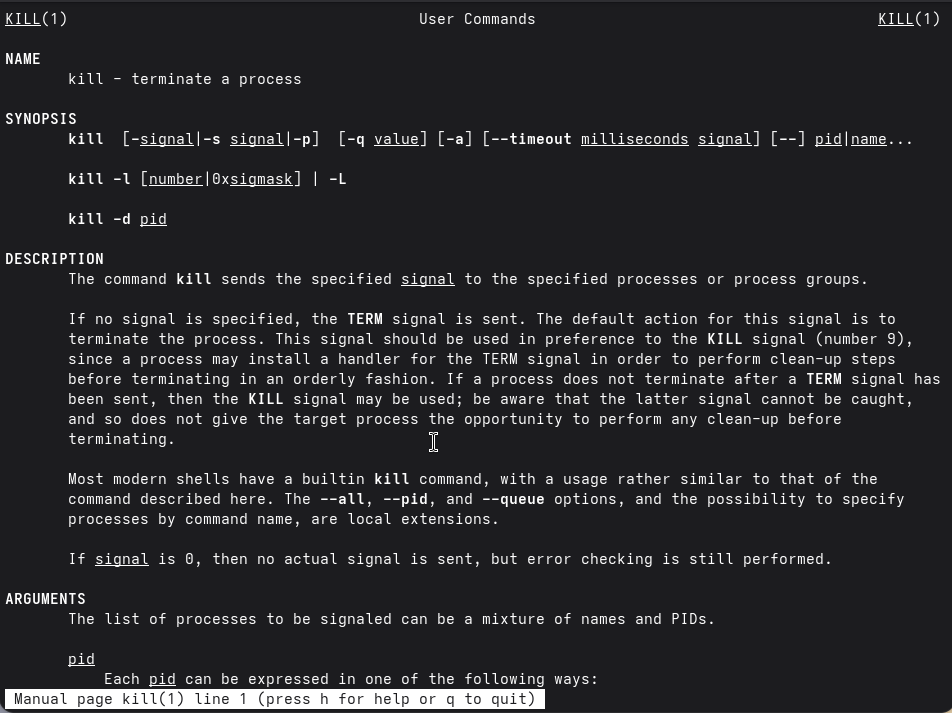 KILL(1) User Commands KILL(1)
NAME
kill - terminate a process
SYNOPSIS
kill [-signal|-s signal|-p] [-q value] [-a] [--timeout milliseconds signal] [--] pid|name...
kill -l [number|0xsigmask] | -L
kill -d pid
DESCRIPTION
The command kill sends the specified signal to the specified processes or process groups.
If no signal is specified, the TERM signal is sent. The default action for this signal is to
terminate the process. This signal should be used in preference to the KILL signal (number 9),
since a process may install a handler for the TERM signal in order to perform clean-up steps
before terminating in an orderly fashion. If a process does not terminate after a TERM signal has
been sent, then the KILL signal may be used; be aware that the latter signal cannot be caught,
and so does not give the target process the opportunity to perform any clean-up before
terminating.
Most modern shells have a builtin kill command, with a usage rather similar to that of the
command described here. The --all, --pid, and --queue options, and the possibility to specify
processes by command name, are local extensions.
If signal is 0, then no actual signal is sent, but error checking is still performed.
ARGUMENTS
The list of processes to be signaled can be a mixture of names and PIDs.
pid
Each pid can be expressed in one of the following ways:
Manual page kill(1) line 1 (press h for help or q to quit)